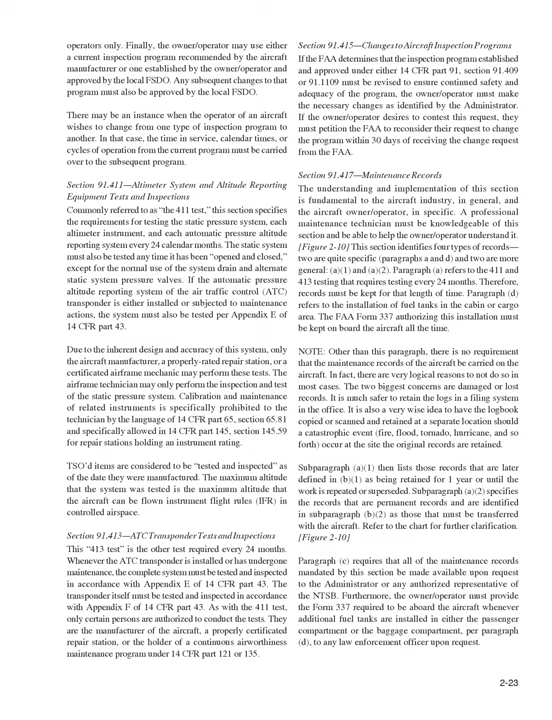 operators only. Finally, the owner/operator may use either
a current inspection program recommended by the aircraft
manufacturer or one established by the owner/operator and
approved by the local FSDO. Any subsequent changes to that
program must also be approved by the local FSDO.
There may be an instance when the operator of an aircraft
wishes to change from one type of inspection program to
another. In that case, the time in service, calendar times, or
cycles of operation from the current program must be carried
over to the subsequent program.
Section 91.411—Altimeter System and Altitude Reporting
Equipment Tests and Inspections
Commonly referred to as “the 411 test,” this section specifies
the requirements for testing the static pressure system, each
altimeter instrument, and each automatic pressure altitude
reporting system every 24 calendar months. The static system
must also be tested any time it has been “opened and closed,”
except for the normal use of the system drain and alternate
static system pressure valves. If the automatic pressure
altitude reporting system of the air traffic control (ATC)
transponder is either installed or subjected to maintenance
actions, the system must also be tested per Appendix E of
14 CFR part 43.
Due to the inherent design and accuracy of this system, only
the aircraft manufacturer, a properly-rated repair station, or a
certificated airframe mechanic may perform these tests. The
airframe technician may only perform the inspection and test
of the static pressure system. Calibration and maintenance
of related instruments is specifically prohibited to the
technician by the language of 14 CFR part 65, section 65.81
and specifically allowed in 14 CFR part 145, section 145.59
for repair stations holding an instrument rating.
TSO’d items are considered to be “tested and inspected” as
of the date they were manufactured. The maximum altitude
that the system was tested is the maximum altitude that
the aircraft can be flown instrument flight rules (IFR) in
controlled airspace.
Section 91.413—ATC Transponder Tests and Inspections
This “413 test” is the other test required every 24 months.
Whenever the ATC transponder is installed or has undergone
maintenance, the complete system must be tested and inspected
in accordance with Appendix E of 14 CFR part 43. The
transponder itself must be tested and inspected in accordance
with Appendix F of 14 CFR part 43. As with the 411 test,
only certain persons are authorized to conduct the tests. They
are the manufacturer of the aircraft, a properly certificated
repair station, or the holder of a continuous airworthiness
maintenance program under 14 CFR part 121 or 135.
Section 91.415—Changes to Aircraft Inspection Programs
If the FAA determines that the inspection program established
and approved under either 14 CFR part 91, section 91.409
or 91.1109 must be revised to ensure continued safety and
adequacy of the program, the owner/operator must make
the necessary changes as identified by the Administrator.
If the owner/operator desires to contest this request, they
must petition the FAA to reconsider their request to change
the program within 30 days of receiving the change request
from the FAA.
Section 91.417—Maintenance Records
The understanding and implementation of this section
is fundamental to the aircraft industry, in general, and
the aircraft owner/operator, in specific. A professional
maintenance technician must be knowledgeable of this
section and be able to help the owner/operator understand it.
[Figure 2-10] This section identifies four types of records—
two are quite specific (paragraphs a and d) and two are more
general: (a)(1) and (a)(2). Paragraph (a) refers to the 411 and
413 testing that requires testing every 24 months. Therefore,
records must be kept for that length of time. Paragraph (d)
refers to the installation of fuel tanks in the cabin or cargo
area. The FAA Form 337 authorizing this installation must
be kept on board the aircraft all the time.
NOTE: Other than this paragraph, there is no requirement
that the maintenance records of the aircraft be carried on the
aircraft. In fact, there are very logical reasons to not do so in
most cases. The two biggest concerns are damaged or lost
records. It is much safer to retain the logs in a filing system
in the office. It is also a very wise idea to have the logbook
copied or scanned and retained at a separate location should
a catastrophic event (fire, flood, tornado, hurricane, and so
forth) occur at the site the original records are retained.
Subparagraph (a)(1) then lists those records that are later
defined in (b)(1) as being retained for 1 year or until the
work is repeated or superseded. Subparagraph (a)(2) specifies
the records that are permanent records and are identified
in subparagraph (b)(2) as those that must be transferred
with the aircraft. Refer to the chart for further clarification.
[Figure 2-10]
Paragraph (c) requires that all of the maintenance records
mandated by this section be made available upon request
to the Administrator or any authorized representative of
the NTSB. Furthermore, the owner/operator must provide
the Form 337 required to be aboard the aircraft whenever
additional fuel tanks are installed in either the passenger
compartment or the baggage compartment, per paragraph
(d), to any law enforcement officer upon request.
2-23